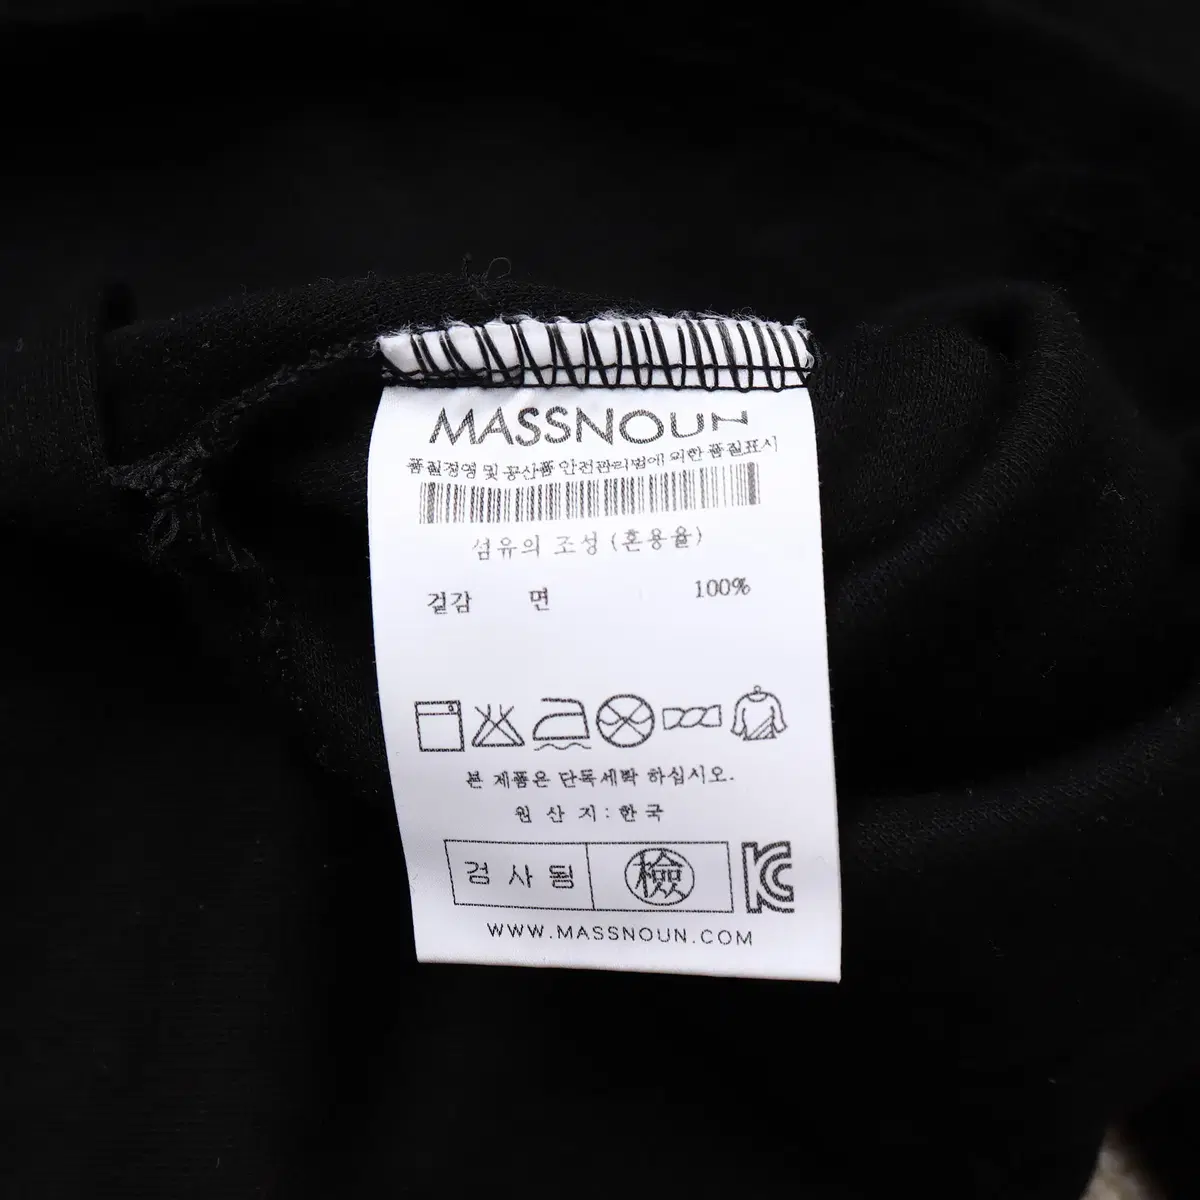 MASSNOUN
품질경영 및 공산품 안전관리법에 의한 품질표시
섬유의 조성 (혼용율)
겉감 면 100%
본 제품은 단독세탁 하십시오.
원 산 지 : 한 국
검 사 됨 檢
WWW.MASSNOUN.COM